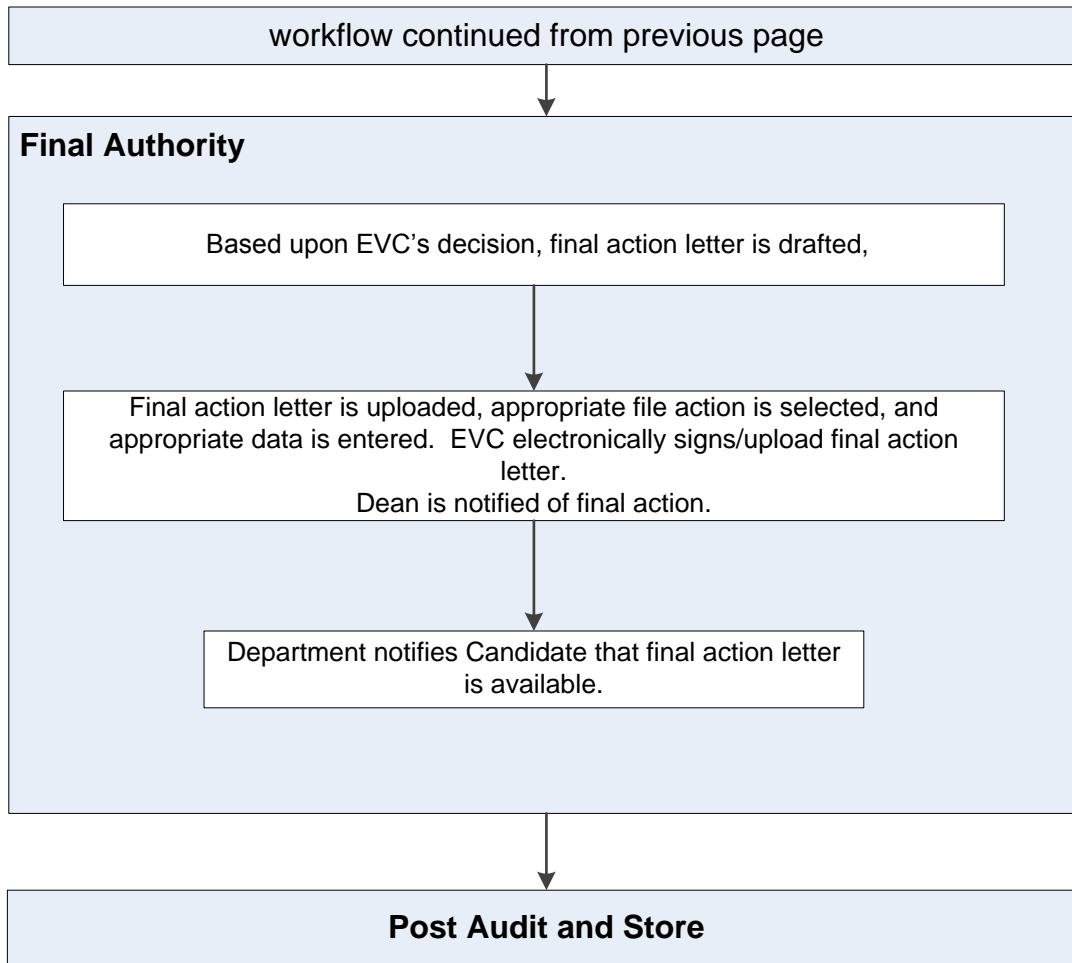 workflow continued from previous page
Final Authority
Based upon EVC’s decision, final action letter is drafted,
Final action letter is uploaded, appropriate file action is selected, and
appropriate data is entered.  EVC electronically signs/upload final action
letter.
Dean is notified of final action.
Department notifies Candidate that final action letter
is available.
Post Audit and Store